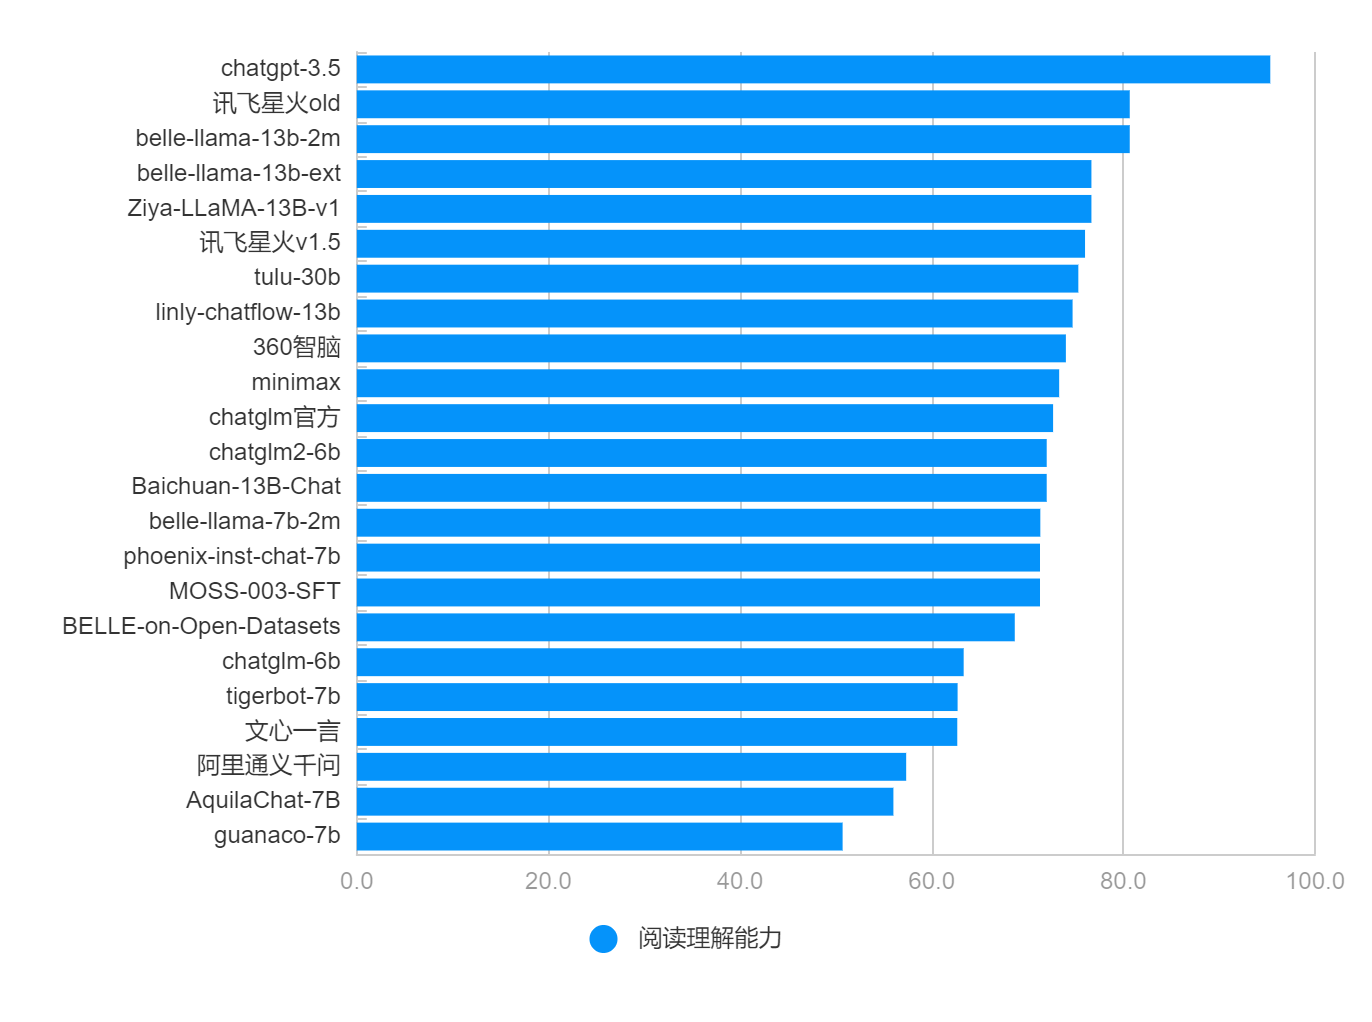 chatgpt-3.5
讯飞星火old
belle-llama-13b-2m
belle-llama-13b-ext
Ziya-LLaMA-13B-v1
讯飞星火v1.5
tulu-30b
linly-chatflow-13b
360智脑
minimax
chatglm官方
chatglm2-6b
Baichuan-13B-Chat
belle-llama-7b-2m
phoenix-inst-chat-7b
MOSS-003-SFT
BELLE-on-Open-Datasets
chatglm-6b
tigerbot-7b
文心一言
阿里通义千问
AquilaChat-7B
guanaco-7b
0.0 20.0 40.0 60.0 80.0 100.0
阅读理解能力